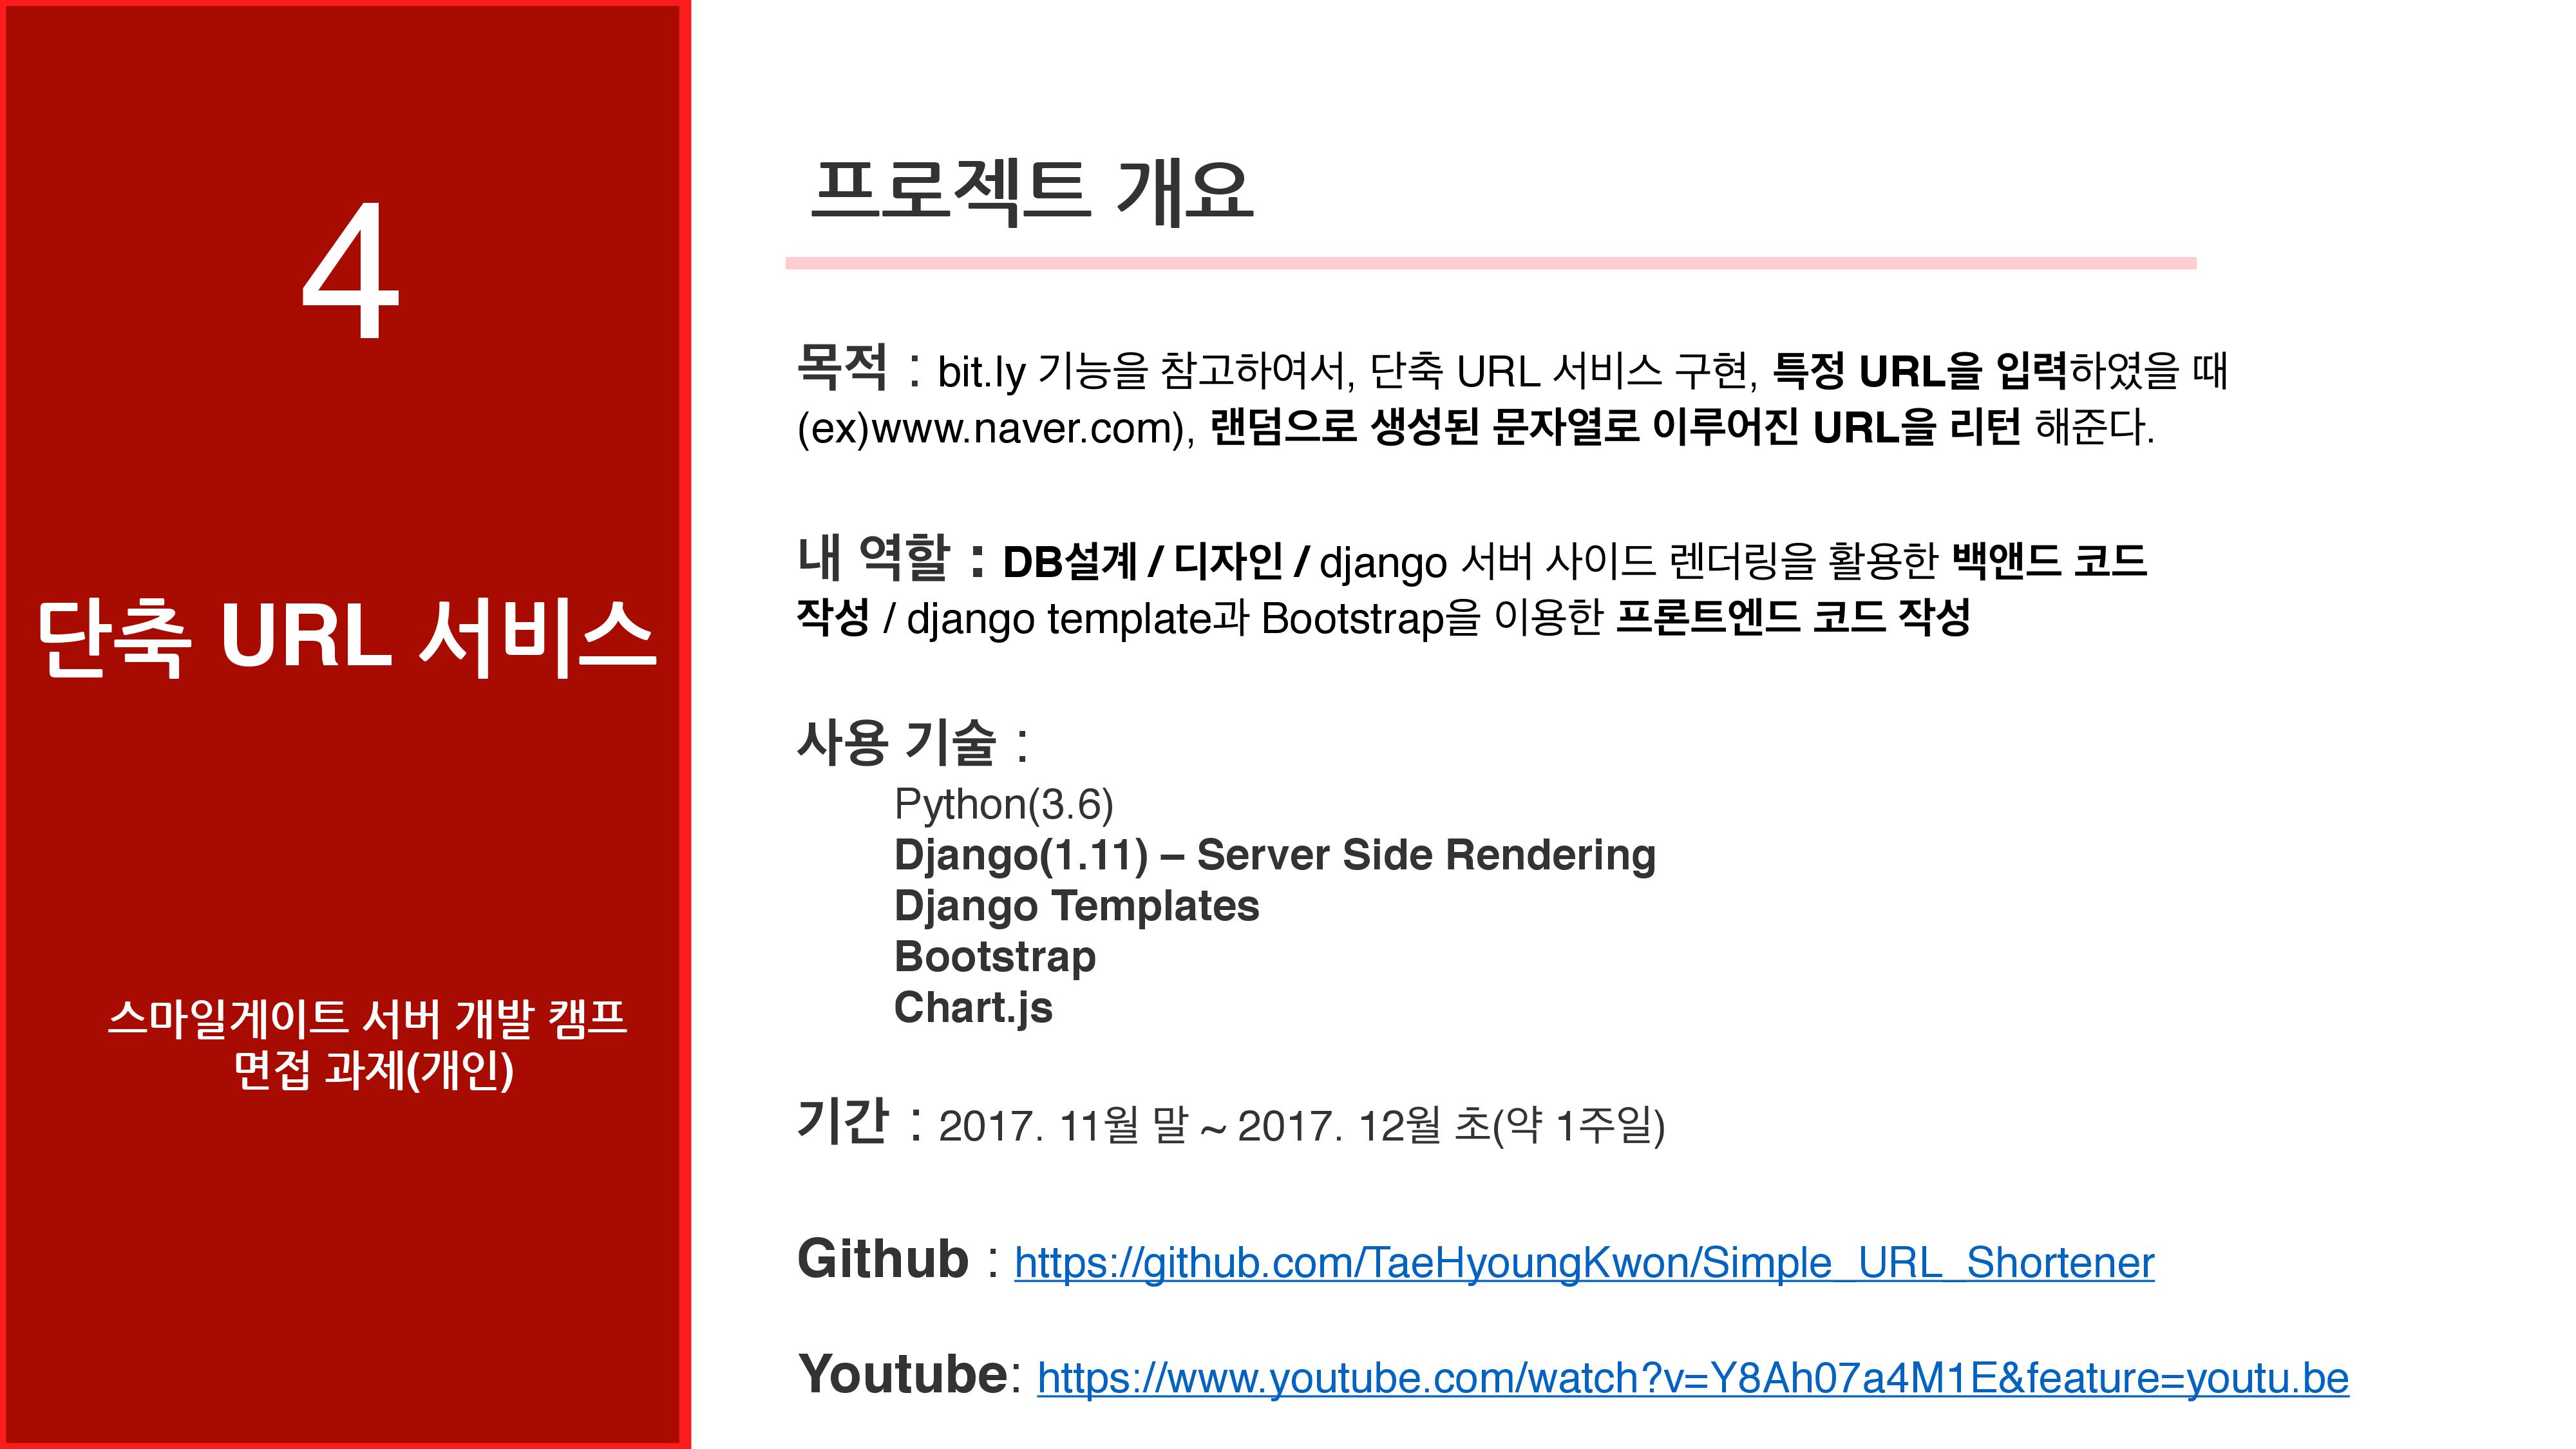 4
단축 URL 서비스
스마일게이트 서버 개발 캠프
면접 과제(개인)
프로젝트 개요
목적 : bit.ly 기능을 참고하여서, 단축 URL 서비스 구현, 특정 URL을 입력하였을 때
(ex)www.naver.com), 랜덤으로 생성된 문자열로 이루어진 URL을 리턴 해준다.
내 역할 : DB설계 / 디자인 / django 서버 사이드 렌더링을 활용한 백앤드 코드
작성 / django template과 Bootstrap을 이용한 프론트엔드 코드 작성
사용 기술 :
Python(3.6)
Django(1.11) – Server Side Rendering
Django Templates
Bootstrap
Chart.js
기간 : 2017. 11월 말 ~ 2017. 12월 초(약 1주일)
Github : https://github.com/TaeHyoungKwon/Simple_URL_Shortener
Youtube: https://www.youtube.com/watch?v=Y8Ah07a4M1E&feature=youtu.be